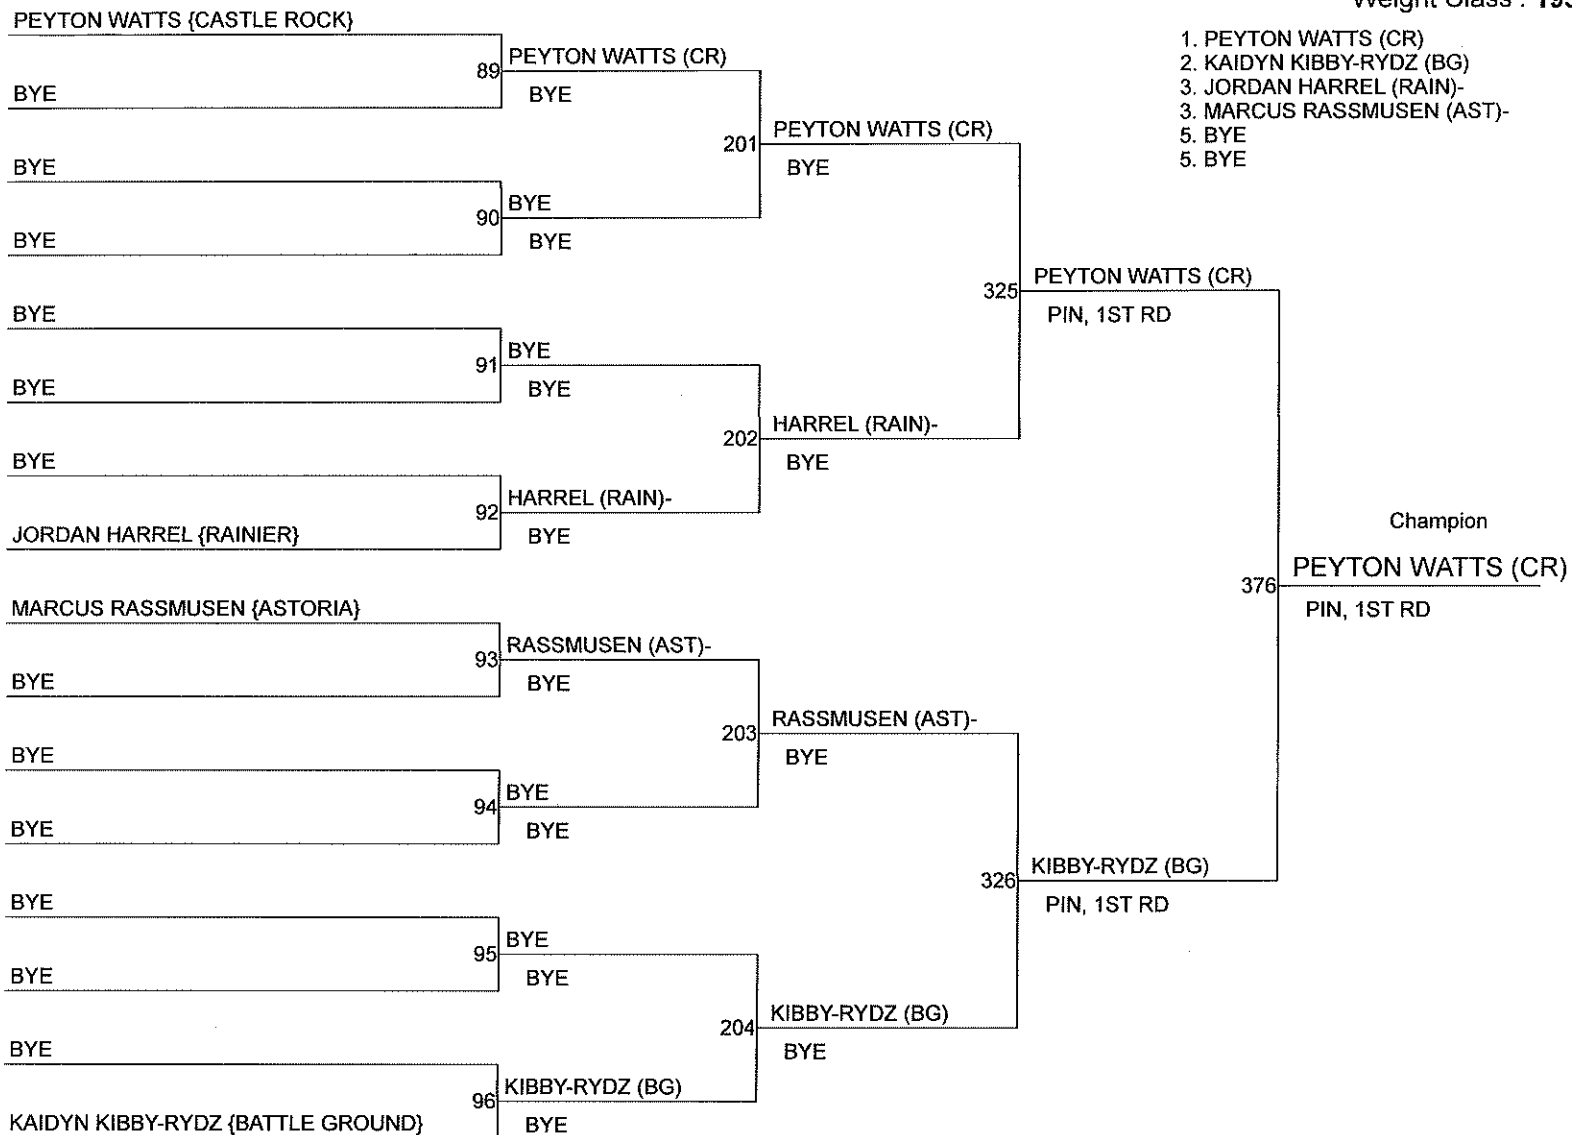 Weight Class : 195
1. PEYTON WATTS (CR)
2. KAIDYN KIBBY-RYDZ (BG)
3. JORDAN HARREL (RAIN)-
3. MARCUS RASSMUSEN (AST)-
5. BYE
5. BYE
PEYTON WATTS {CASTLE ROCK}
BYE
BYE
BYE
BYE
BYE
BYE
JORDAN HARREL {RAINIER}
MARCUS RASSMUSEN {ASTORIA}
BYE
BYE
BYE
BYE
BYE
BYE
KAIDYN KIBBY-RYDZ {BATTLE GROUND}
89 PEYTON WATTS (CR)
BYE
90 BYE
BYE
91 BYE
BYE
92 HARREL (RAIN)-
BYE
93 RASSMUSEN (AST)-
BYE
94 BYE
BYE
95 BYE
BYE
96 KIBBY-RYDZ (BG)
BYE
201 PEYTON WATTS (CR)
BYE
202 HARREL (RAIN)-
BYE
203 RASSMUSEN (AST)-
BYE
204 KIBBY-RYDZ (BG)
BYE
325 PEYTON WATTS (CR)
PIN, 1ST RD
326 KIBBY-RYDZ (BG)
PIN, 1ST RD
Champion
376 PEYTON WATTS (CR)
PIN, 1ST RD